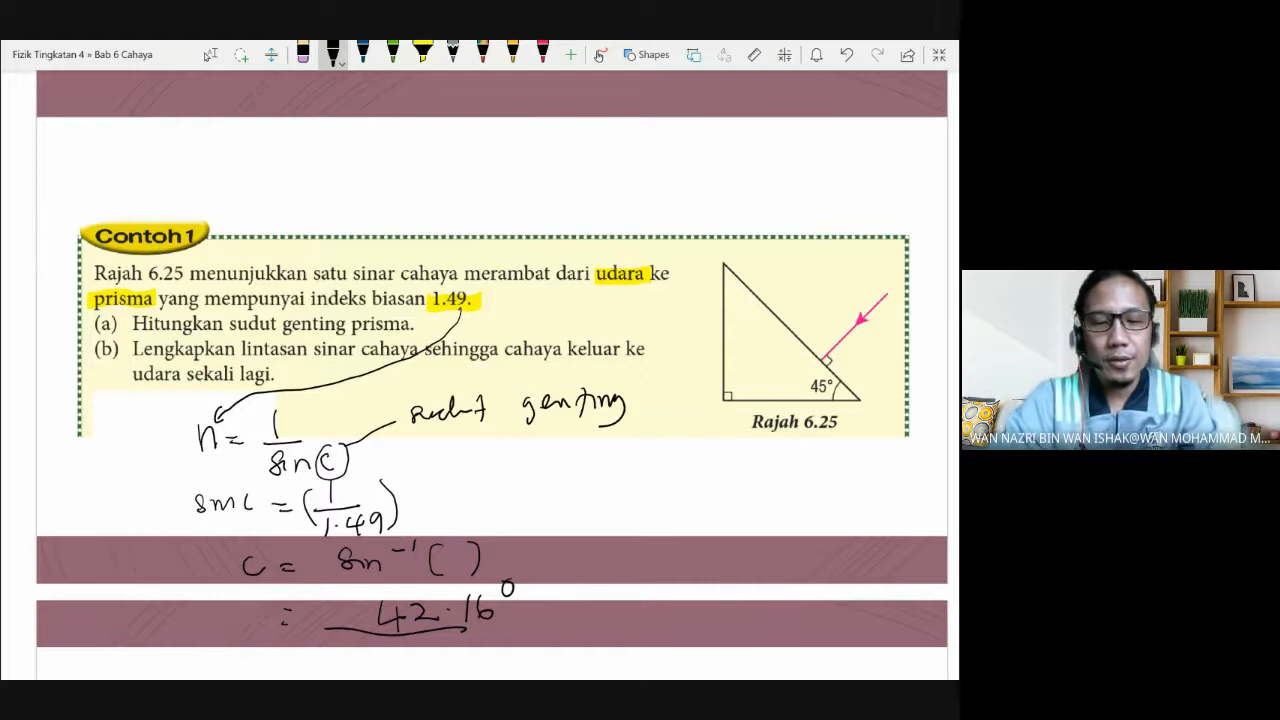 Fizik Tingkatan 4 » Bab 6 Cahaya
Shapes
Contoh 1
Rajah 6.25 menunjukkan satu sinar cahaya merambat dari udara ke
prisma yang mempunyai indeks biasan 1.49.
(a) Hitungkan sudut genting prisma.
(b) Lengkapkan lintasan sinar cahaya sehingga cahaya keluar ke
udara sekali lagi.
45°
Rajah 6.25
sudut genting
n = 1/sin c
sin c = (1/1.49)
c = sin⁻¹ ( )
= 42.16°
WAN NAZRI BIN WAN ISHAK@WAN MOHAMMAD M...